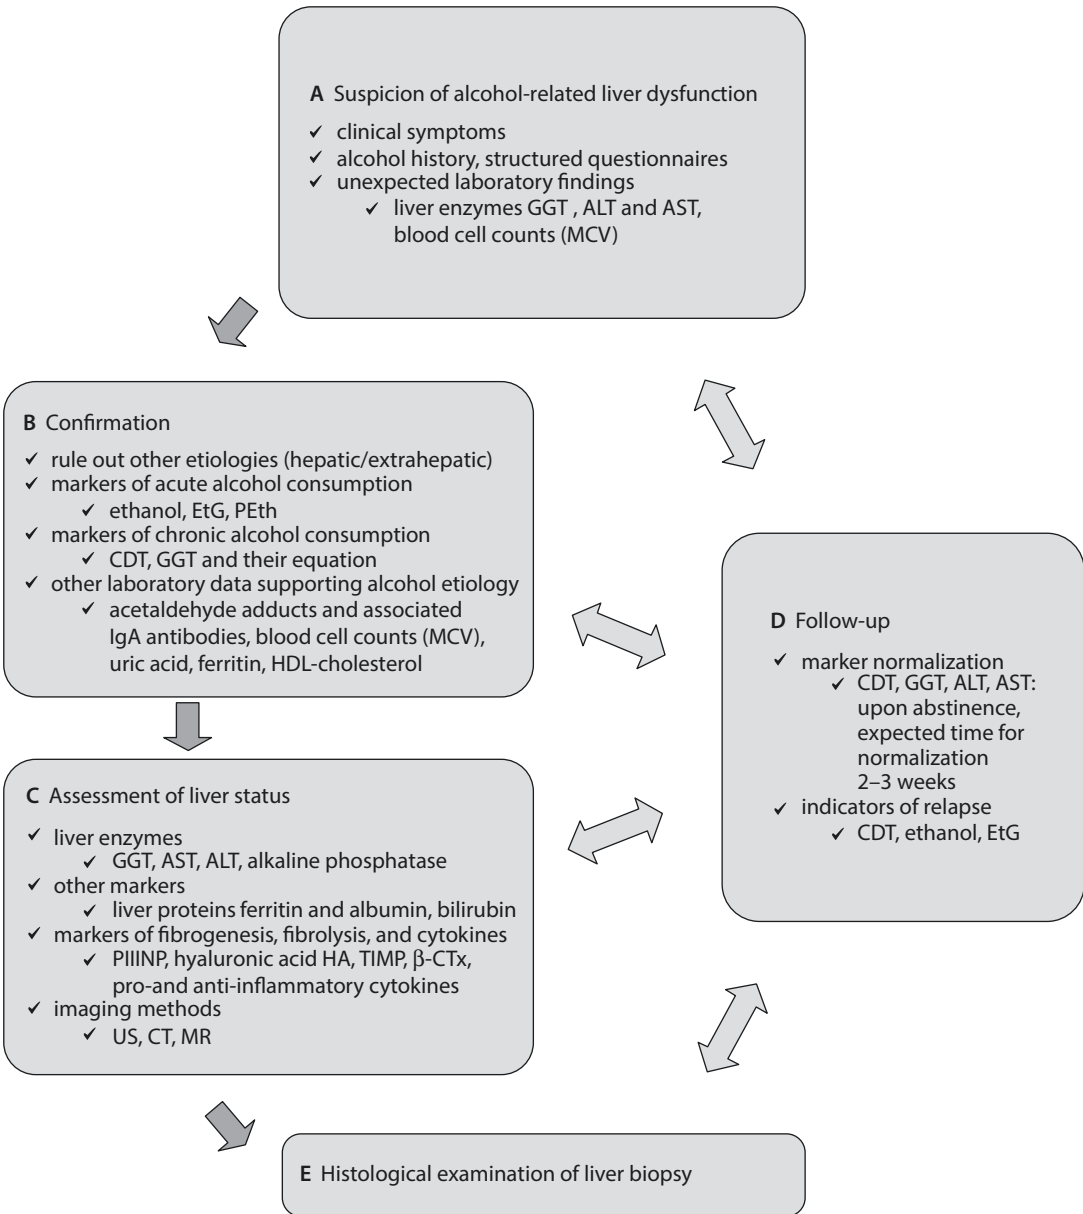 A Suspicion of alcohol-related liver dysfunction
✓ clinical symptoms
✓ alcohol history, structured questionnaires
✓ unexpected laboratory findings
✓ liver enzymes GGT , ALT and AST,
blood cell counts (MCV)
B Confirmation
✓ rule out other etiologies (hepatic/extrahepatic)
✓ markers of acute alcohol consumption
✓ ethanol, EtG, PEth
✓ markers of chronic alcohol consumption
✓ CDT, GGT and their equation
✓ other laboratory data supporting alcohol etiology
✓ acetaldehyde adducts and associated
IgA antibodies, blood cell counts (MCV),
uric acid, ferritin, HDL-cholesterol
C Assessment of liver status
✓ liver enzymes
✓ GGT, AST, ALT, alkaline phosphatase
✓ other markers
✓ liver proteins ferritin and albumin, bilirubin
✓ markers of fibrogenesis, fibrolysis, and cytokines
✓ PIIINP, hyaluronic acid HA, TIMP, β-CTx,
pro-and anti-inflammatory cytokines
✓ imaging methods
✓ US, CT, MR
D Follow-up
✓ marker normalization
✓ CDT, GGT, ALT, AST:
upon abstinence,
expected time for
normalization
2–3 weeks
✓ indicators of relapse
✓ CDT, ethanol, EtG
E Histological examination of liver biopsy